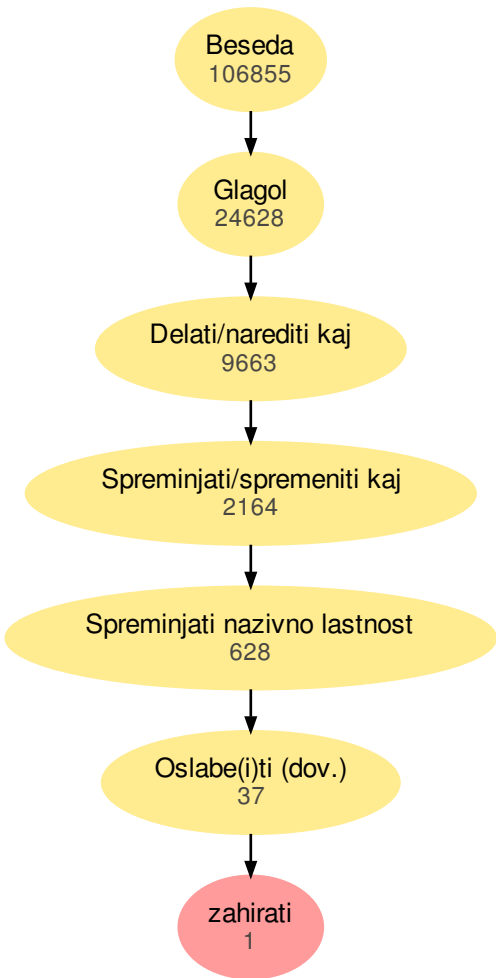 Beseda
106855
Glagol
24628
Delati/narediti kaj
9663
Spreminjati/spremeniti kaj
2164
Spreminjati nazivno lastnost
628
Oslabe(i)ti (dov.)
37
zahirati
1